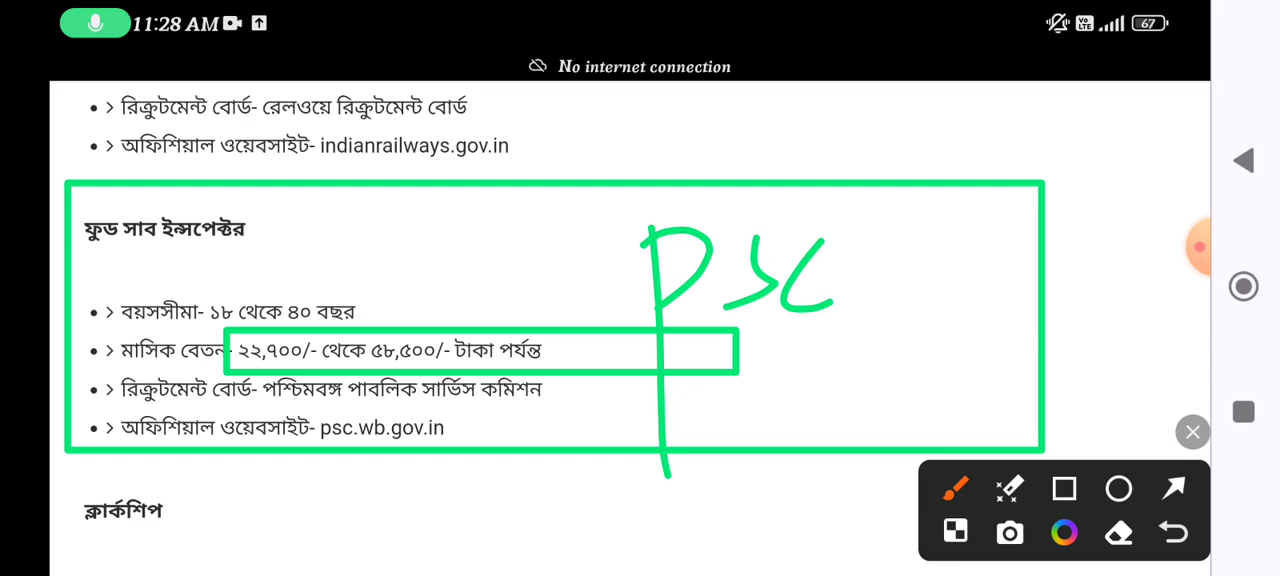 11:28 AM
Vo LTE 67
No internet connection
• > রিক্রুটমেন্ট বোর্ড- রেলওয়ে রিক্রুটমেন্ট বোর্ড
• > অফিশিয়াল ওয়েবসাইট- indianrailways.gov.in
ফুড সাব ইন্সপেক্টর
PSC
• > বয়সসীমা- ১৮ থেকে ৪০ বছর
• > মাসিক বেতন- ২২,৭০০/- থেকে ৫৮,৫০০/- টাকা পর্যন্ত
• > রিক্রুটমেন্ট বোর্ড- পশ্চিমবঙ্গ পাবলিক সার্ভিস কমিশন
• > অফিশিয়াল ওয়েবসাইট- psc.wb.gov.in
ক্লার্কশিপ